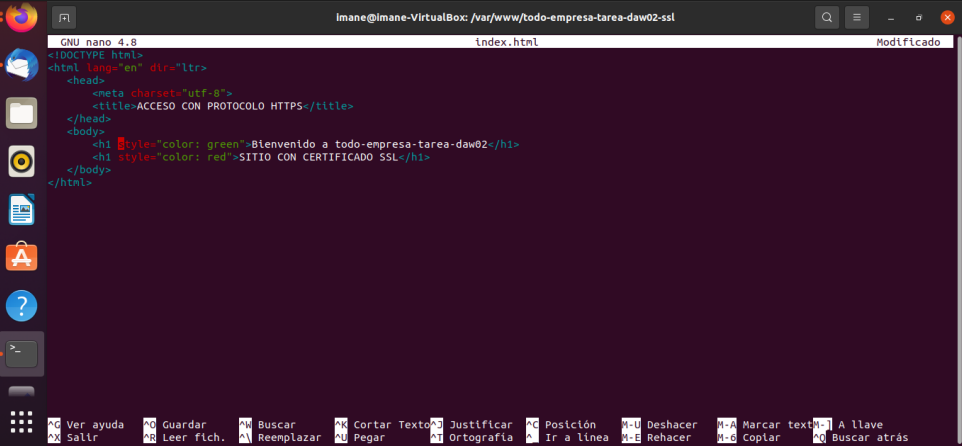 imane@imane-VirtualBox: /var/www/todo-empresa-tarea-daw02-ssl
GNU nano 4.8 index.html Modificado
<!DOCTYPE html>
<html lang="en" dir="ltr>
<head>
<meta charset="utf-8">
<title>ACCESO CON PROTOCOLO HTTPS</title>
</head>
<body>
<h1 style="color: green">Bienvenido a todo-empresa-tarea-daw02</h1>
<h1 style="color: red">SITIO CON CERTIFICADO SSL</h1>
</body>
</html>
^G Ver ayuda ^O Guardar ^W Buscar ^K Cortar Texto ^J Justificar ^C Posición M-U Deshacer M-A Marcar text M-] A llave
^X Salir ^R Leer fich. ^\ Reemplazar ^U Pegar ^T Ortografía ^_ Ir a línea M-E Rehacer M-6 Copiar ^Q Buscar atrás